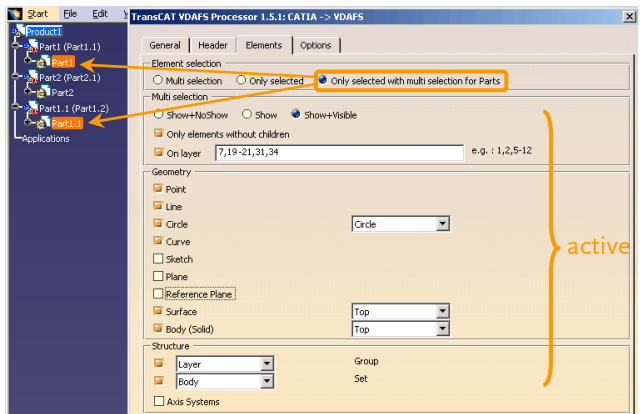 Start File Edit
TransCAT VDAFS Processor 1.5.1: CATIA -> VDAFS
Product1
Part1 (Part1.1)
Part1
Part2 (Part2.1)
Part2
Part1.1 (Part1.2)
Part1.1
Applications
General Header Elements Options
Element selection
Multi selection Only selected Only selected with multi selection for Parts
Multi selection
Show+NoShow Show Show+Visible
Only elements without children
On layer 7,19-21,31,34 e.g. : 1,2,5-12
Geometry
Point
Line
Circle Circle
Curve
Sketch
Plane
Reference Plane
Surface Top
Body (Solid) Top
Structure
Layer Group
Body Set
Axis Systems
active